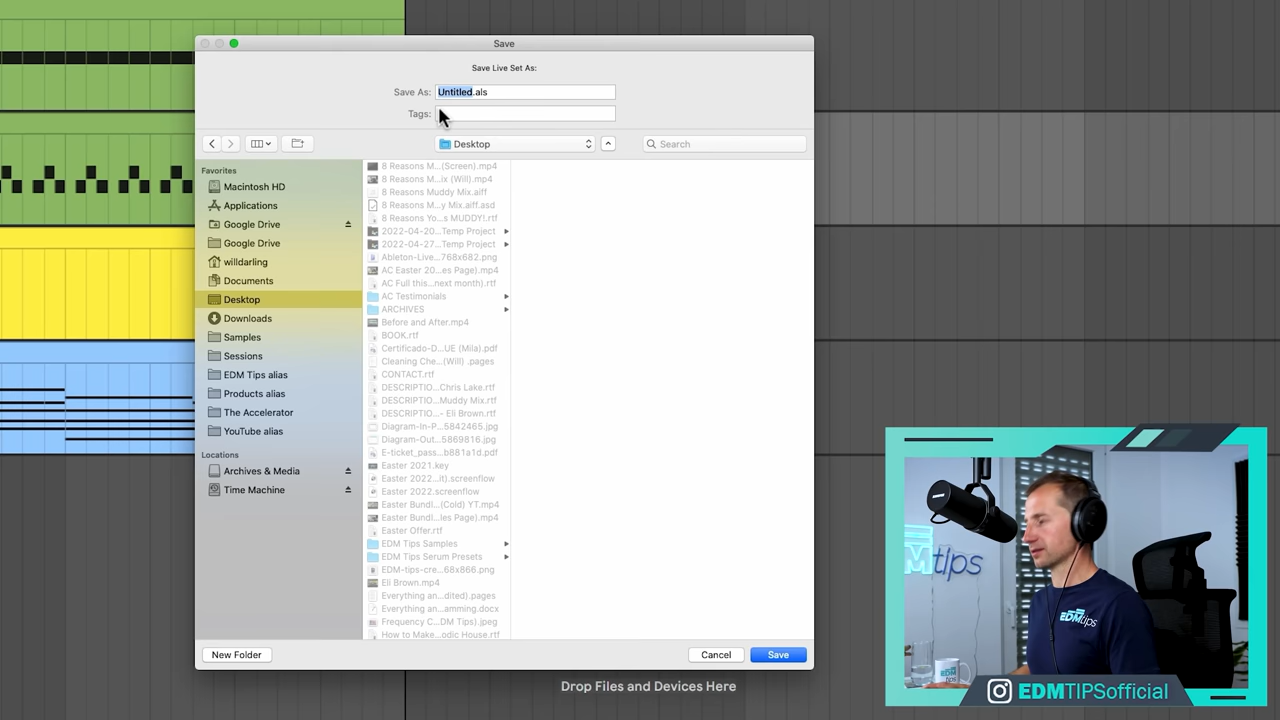 Save
Save Live Set As:
Save As: Untitled.als
Tags:
Desktop
Search
Favorites
Macintosh HD
Applications
Google Drive
Google Drive
willdarling
Documents
Desktop
Downloads
Samples
Sessions
EDM Tips alias
Products alias
The Accelerator
YouTube alias
Locations
Archives & Media
Time Machine
8 Reasons M...(Screen).mp4
8 Reasons M...ix (Will).mp4
8 Reasons Muddy Mix.aiff
8 Reasons M...y Mix.aiff.asd
8 Reasons Yo...s MUDDY!.rtf
2022-04-20...Temp Project
2022-04-27...Temp Project
Ableton-Live...768x682.png
AC Easter 20...es Page).mp4
AC Full this...next month).rtf
AC Testimonials
ARCHIVES
Before and After.mp4
BOOK.rtf
Certificado-D...UE (Mila).pdf
Cleaning Che...(Will) .pages
CONTACT.rtf
DESCRIPTIO...Chris Lake.rtf
DESCRIPTIO...Muddy Mix.rtf
DESCRIPTIO...- Eli Brown.rtf
Diagram-In-P...5842465.jpg
Diagram-Out...5869816.jpg
E-ticket_pass...b881a1d.pdf
Easter 2021.key
Easter 2022...it).screenflow
Easter 2022.screenflow
Easter Bundl...(Cold) YT.mp4
Easter Bundl...les Page).mp4
Easter Offer.rtf
EDM Tips Samples
EDM Tips Serum Presets
EDM-tips-cre...68x866.png
Eli Brown.mp4
Everything an...dited).pages
Everything an...amming.docx
Frequency C...DM Tips).jpeg
How to Make...odic House.rtf
New Folder
Cancel
Save
Drop Files and Devices Here
tips
EDMtips
EDMTIPSofficial